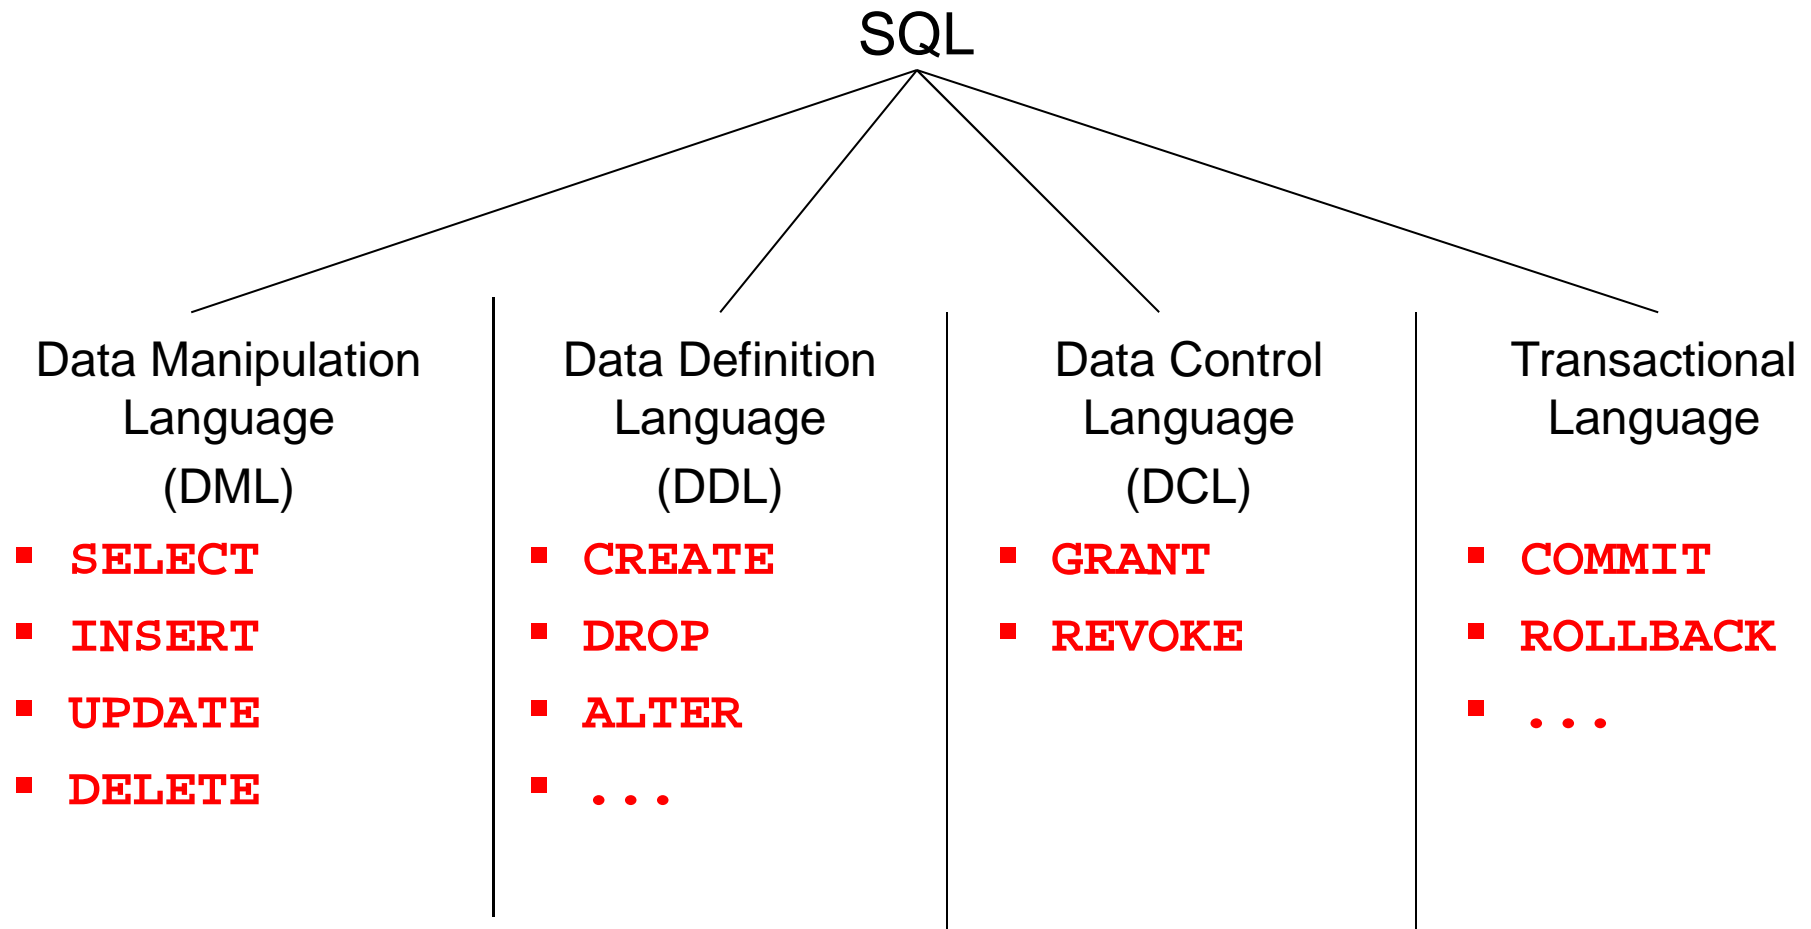 SQL
Data Manipulation
Language
(DML)
▪ SELECT
▪ INSERT
▪ UPDATE
▪ DELETE
Data Definition
Language
(DDL)
▪ CREATE
▪ DROP
▪ ALTER
▪ ...
Data Control
Language
(DCL)
▪ GRANT
▪ REVOKE
Transactional
Language
▪ COMMIT
▪ ROLLBACK
▪ ...